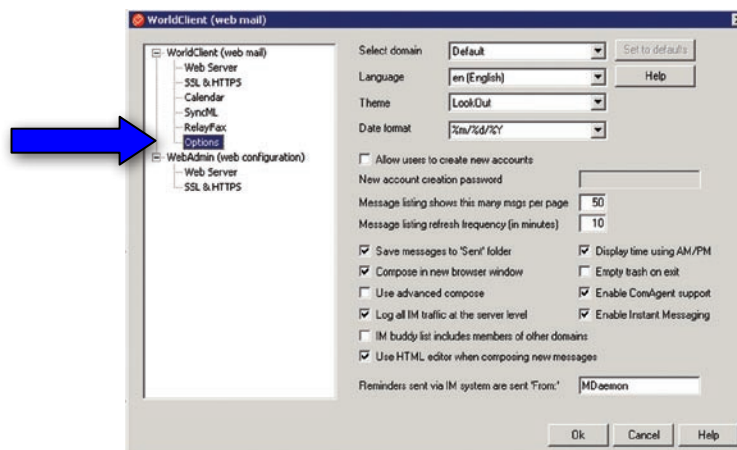 WorldClient (web mail)
WorldClient (web mail)
Web Server
SSL & HTTPS
Calendar
SyncML
RelayFax
Options
WebAdmin (web configuration)
Web Server
SSL & HTTPS
Select domain Default Set to defaults
Language en (English) Help
Theme LookOut
Date format %m/%d/%Y
Allow users to create new accounts
New account creation password
Message listing shows this many msgs per page 50
Message listing refresh frequency (in minutes) 10
Save messages to 'Sent' folder Display time using AM/PM
Compose in new browser window Empty trash on exit
Use advanced compose Enable ComAgent support
Log all IM traffic at the server level Enable Instant Messaging
IM buddy list includes members of other domains
Use HTML editor when composing new messages
Reminders sent via IM system are sent 'From:' MDaemon
Ok Cancel Help